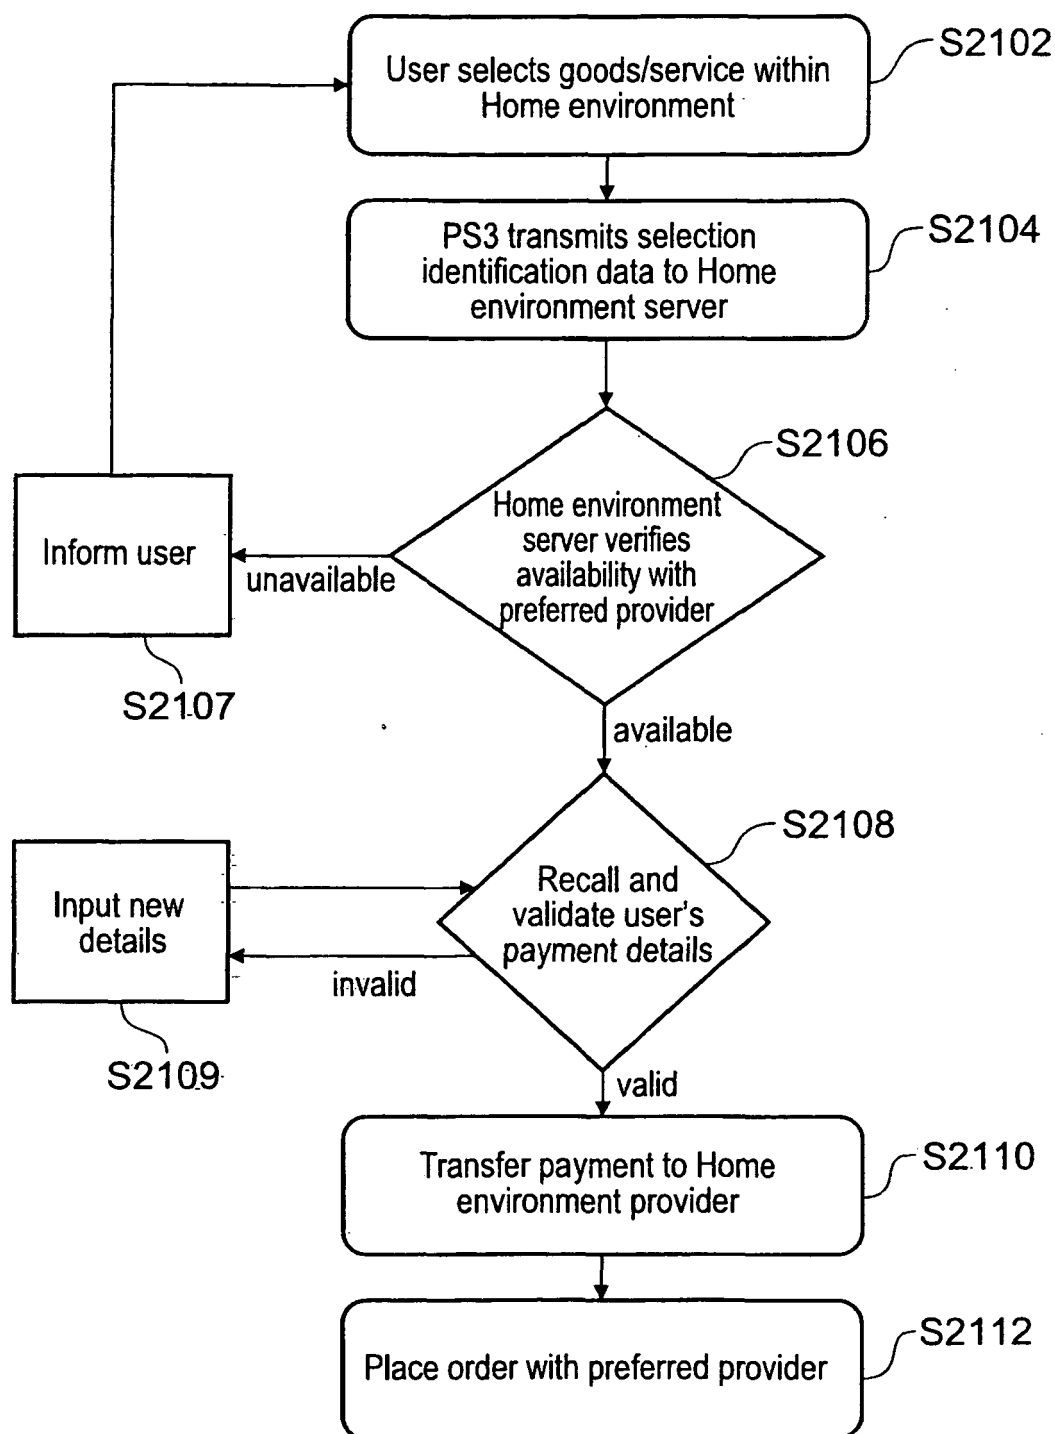 User selects goods/service within
Home environment
S2102
PS3 transmits selection
identification data to Home
environment server
S2104
Home environment
server verifies
availability with
preferred provider
S2106
unavailable
Inform user
S2107
available
Recall and
validate user's
payment details
S2108
Input new
details
invalid
S2109
valid
Transfer payment to Home
environment provider
S2110
Place order with preferred provider
S2112